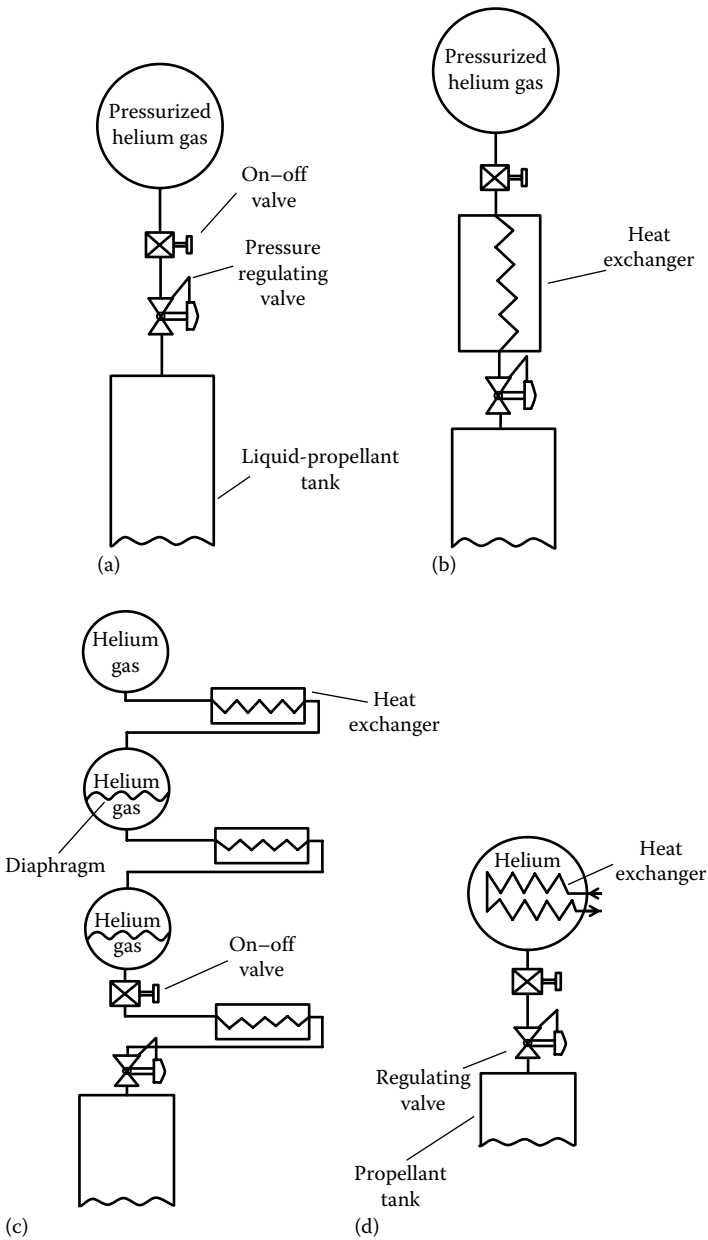 Pressurized
helium gas
On–off
valve
Pressure
regulating
valve
Liquid-propellant
tank
(a)
Pressurized
helium gas
Heat
exchanger
(b)
Helium
gas
Heat
exchanger
Helium
gas
Diaphragm
Helium
gas
On–off
valve
(c)
Helium
Heat
exchanger
Regulating
valve
Propellant
tank
(d)